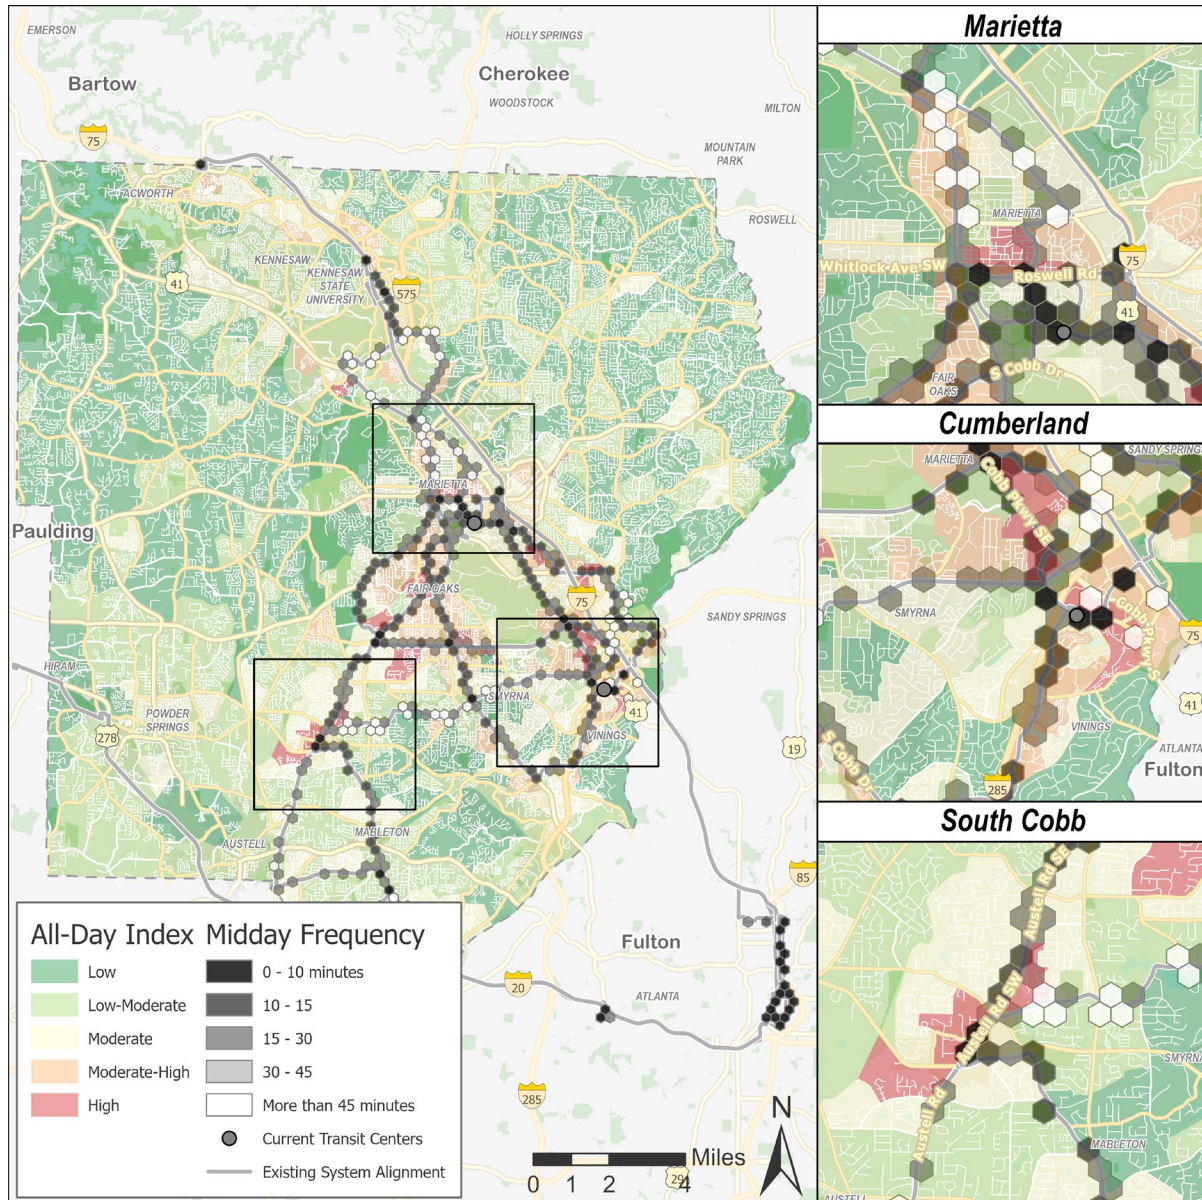 EMERSON
HOLLY SPRINGS
Bartow
Cherokee
WOODSTOCK
MILTON
75
MOUNTAIN
PARK
ACWORTH
ROSWELL
KENNESAW
KENNESAW
STATE
UNIVERSITY
41
575
MARIETTA
Paulding
FAIR OAKS
75
SANDY SPRINGS
HIRAM
POWDER
SPRINGS
SMYRNA
41
278
VININGS
19
AUSTELL
MABLETON
85
Fulton
20
ATLANTA
285
29
All-Day Index
Low
Low-Moderate
Moderate
Moderate-High
High
Midday Frequency
0 - 10 minutes
10 - 15
15 - 30
30 - 45
More than 45 minutes
Current Transit Centers
Existing System Alignment
0 1 2 4
Miles
N
Marietta
MARIETTA
Whitlock-Ave SW
Roswell Rd
75
41
FAIR
OAKS
S Cobb Dr
Cumberland
MARIETTA
SANDY SPRINGS
Cobb Pkwy SE
SMYRNA
Cobb Pkwy S
75
41
VININGS
S Cobb Dr
ATLANTA
Fulton
285
South Cobb
Austell Rd SE
Austell Rd SW
SMYRNA
Austell Rd
MABLETON
AUSTELL